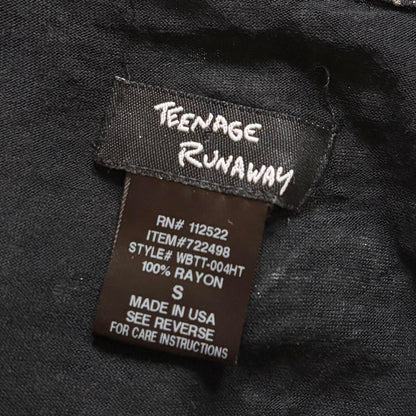 TEENAGE
RUNAWAY
RN# 112522
ITEM#722498
STYLE# WBTT-004HT
100% RAYON
S
MADE IN USA
SEE REVERSE
FOR CARE INSTRUCTIONS